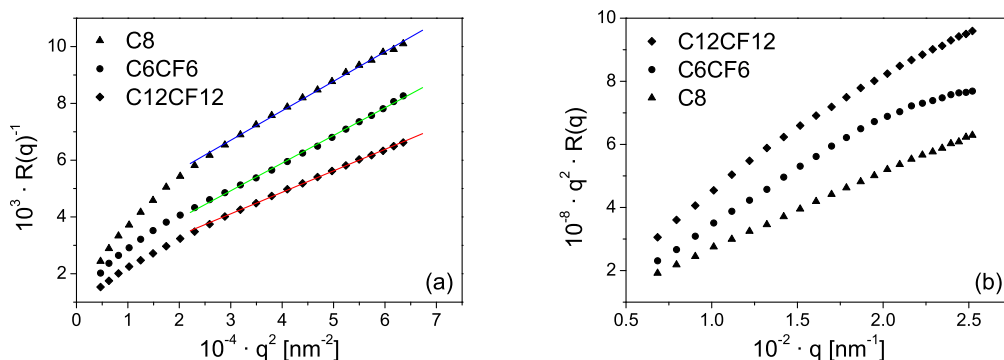 10³ · R(q)⁻¹
10
8
6
4
2
C8
C6CF6
C12CF12
(a)
0 1 2 3 4 5 6 7
10⁻⁴ · q² [nm⁻²]
10⁻⁸ · q² R(q)
10
8
6
4
2
C12CF12
C6CF6
C8
(b)
0.5 1.0 1.5 2.0 2.5
10⁻² · q [nm⁻¹]